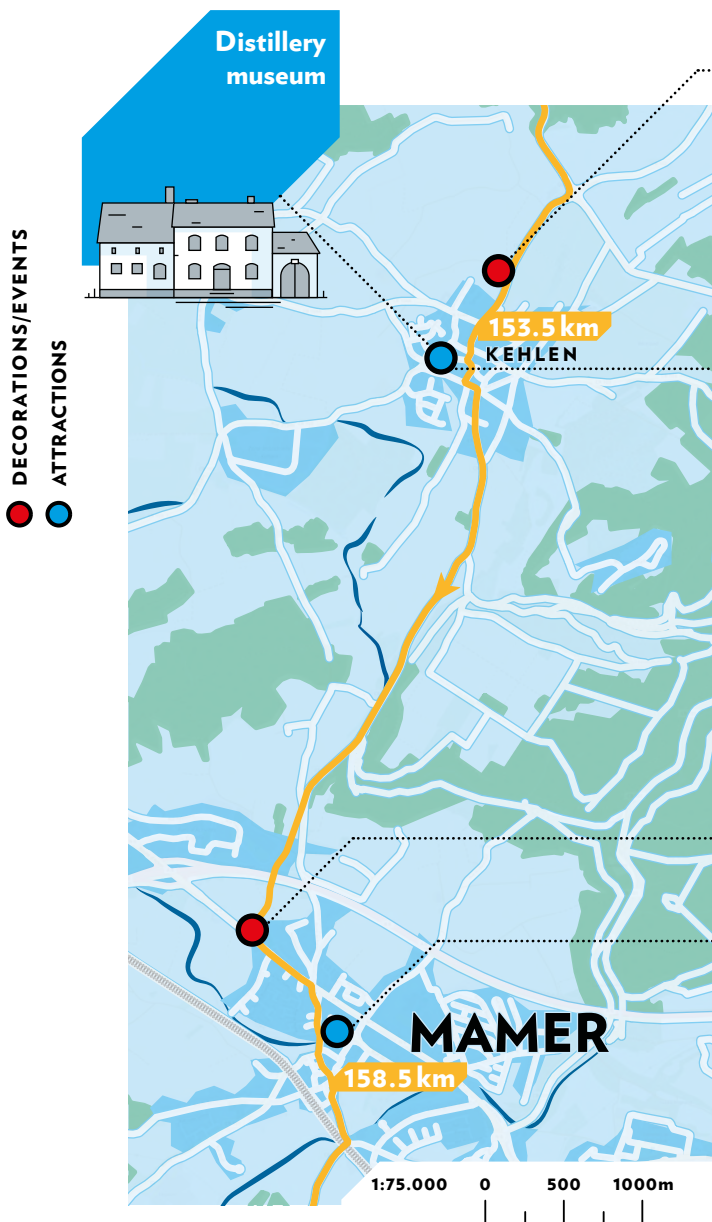 Distillery
museum
DECORATIONS/EVENTS
ATTRACTIONS
153.5 km
KEHLEN
MAMER
158.5 km
1:75.000 0 500 1000m